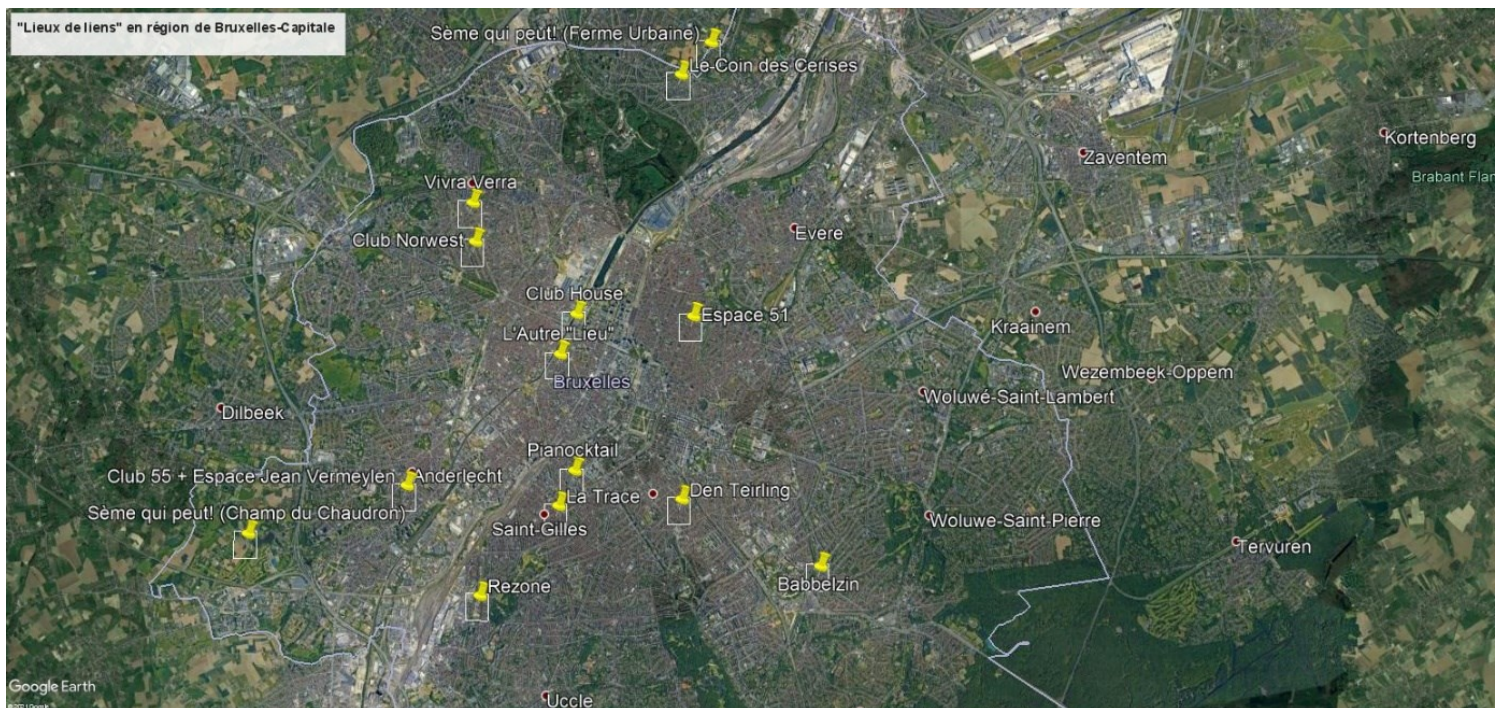 "Lieux de liens" en région de Bruxelles-Capitale
Sème qui peut! (Ferme Urbaine)
Le Coin des Cerises
Kortenberg
Zaventem
Brabant Flan
Vivra Verra
Club Norwest
Evere
Club House
Espace 51
Kraainem
L'Autre "Lieu"
Bruxelles
Wezembeek-Oppem
Woluwé-Saint-Lambert
Dilbeek
Pianocktail
Club 55 + Espace Jean Vermeylen
Anderlecht
La Trace
Den Teirling
Sème qui peut! (Champ du Chaudron)
Saint-Gilles
Woluwe-Saint-Pierre
Tervuren
Rezone
Babbelzin
Google Earth
Uccle